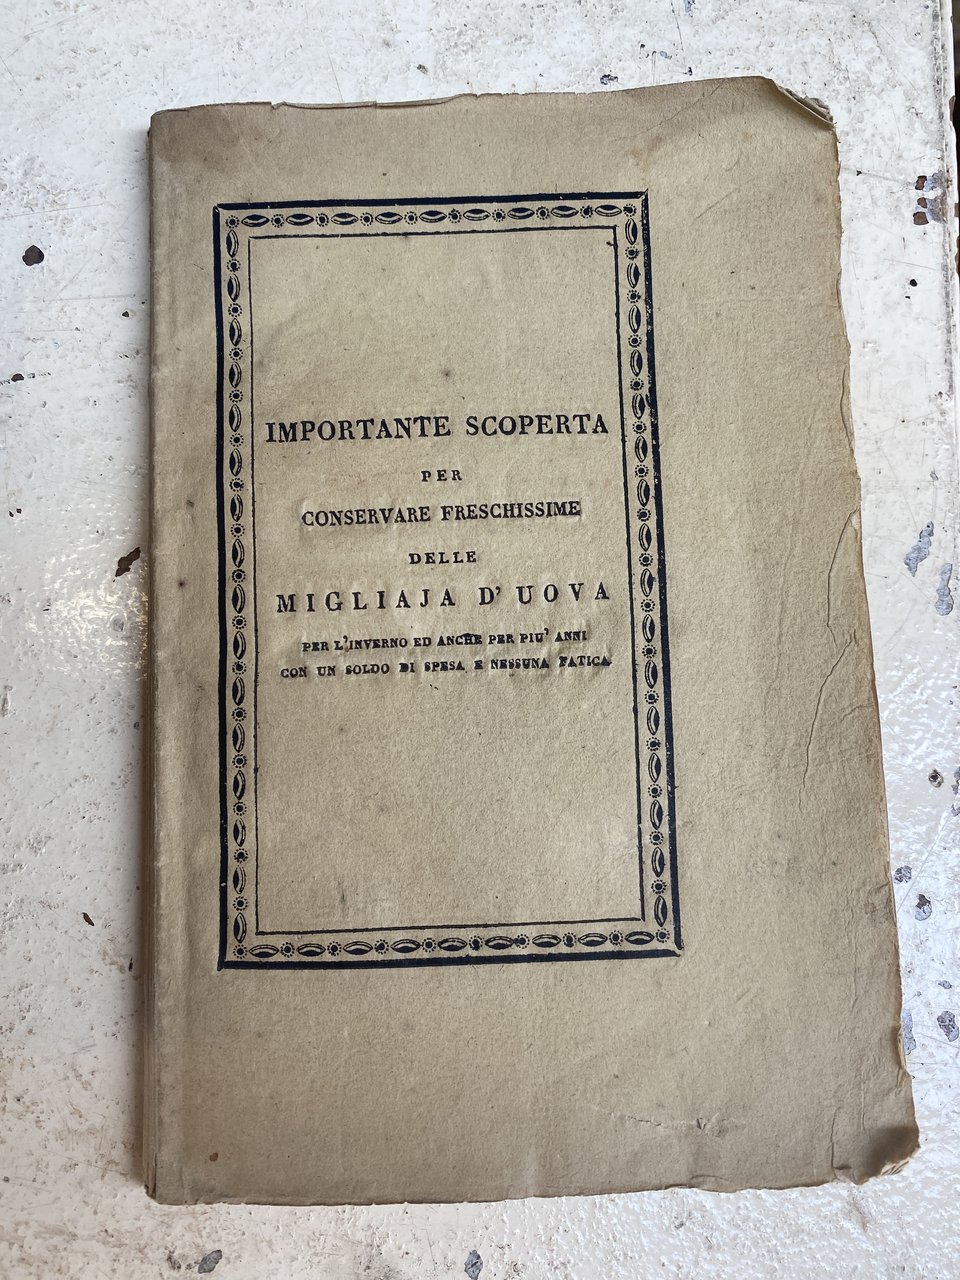 IMPORTANTE SCOPERTA
PER
CONSERVARE FRESCHISSIME
DELLE
MIGLIAJA D' UOVA
PER L'INVERNO ED ANCHE PER PIU' ANNI
CON UN SOLDO DI SPESA E NESSUNA FATICA